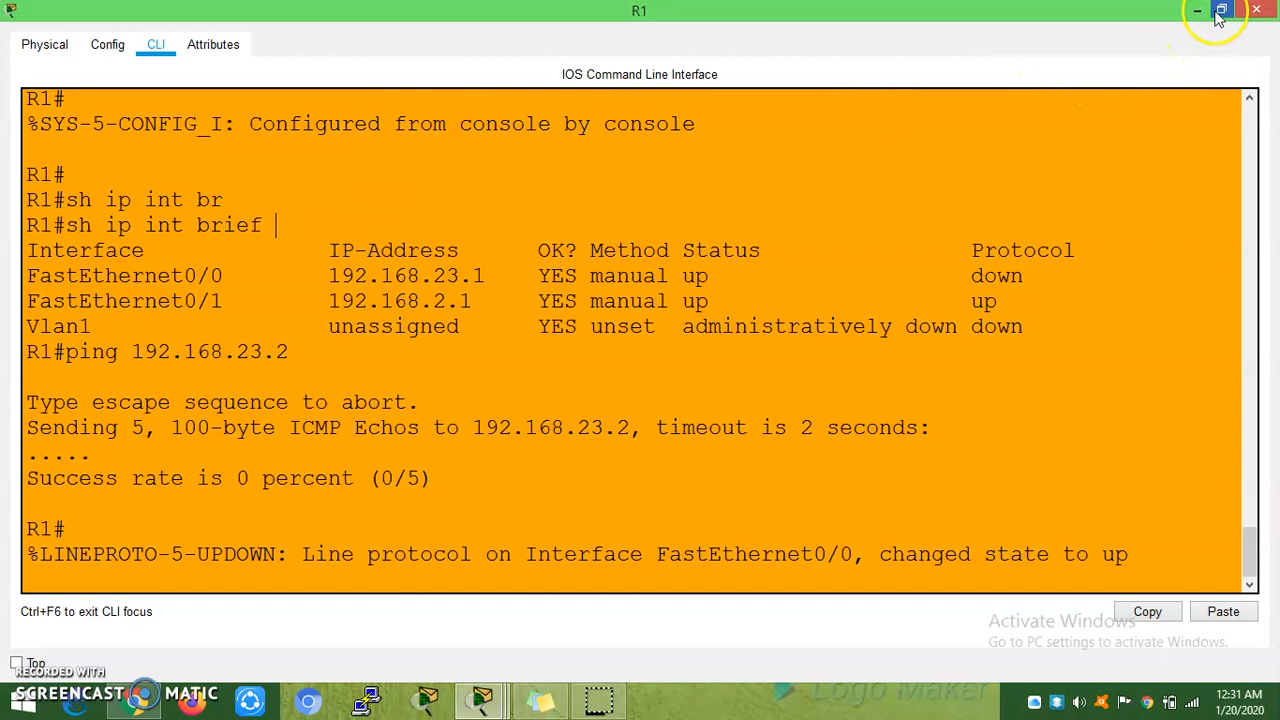 R1
Physical Config CLI Attributes
IOS Command Line Interface
R1#
%SYS-5-CONFIG_I: Configured from console by console
R1#
R1#sh ip int br
R1#sh ip int brief
Interface IP-Address OK? Method Status Protocol
FastEthernet0/0 192.168.23.1 YES manual up down
FastEthernet0/1 192.168.2.1 YES manual up up
Vlan1 unassigned YES unset administratively down down
R1#ping 192.168.23.2
Type escape sequence to abort.
Sending 5, 100-byte ICMP Echos to 192.168.23.2, timeout is 2 seconds:
.....
Success rate is 0 percent (0/5)
R1#
%LINEPROTO-5-UPDOWN: Line protocol on Interface FastEthernet0/0, changed state to up
Ctrl+F6 to exit CLI focus
Copy Paste
Activate Windows
Go to PC settings to activate Windows.
Top
RECORDED WITH
SCREENCAST MATIC
Logo Maker
12:31 AM
1/20/2020